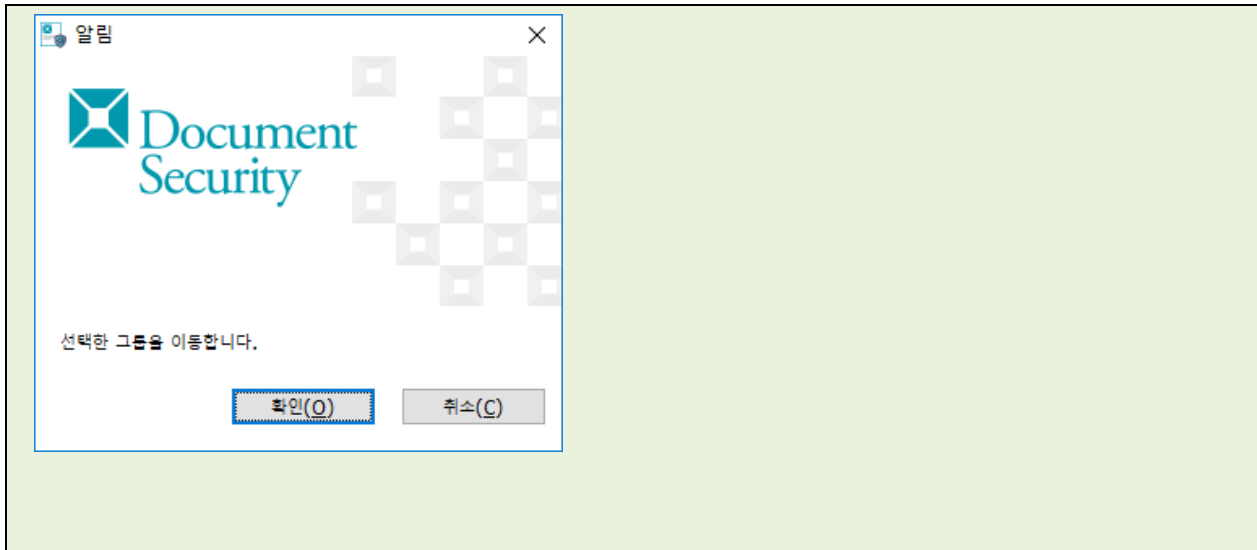 알림
Document
Security
선택한 그룹을 이동합니다.
확인(O)
취소(C)